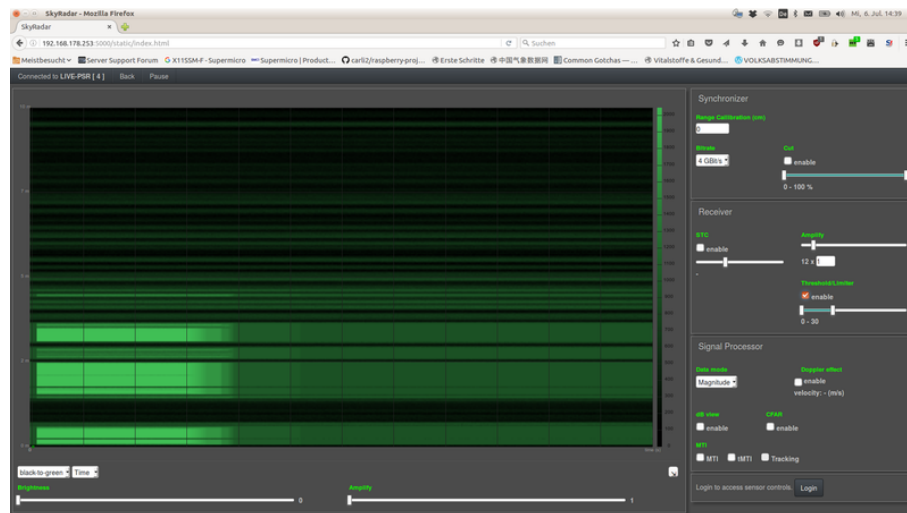 SkyRadar - Mozilla Firefox
De
Mi, 6. Jul. 14:39
SkyRadar
192.168.178.253:5000/static/index.html
Suchen
Meistbesucht
Server Support Forum
X11SSM-F - Supermicro
Supermicro | Product...
carli2/raspberry-proj...
Erste Schritte
中国气象数据网
Common Gotchas — ...
Vitalstoffe & Gesund...
VOLKSABSTIMMUNG...
Connected to LIVE-PSR [ 4 ]
Back
Pause
Synchronizer
Range Callibration (cm)
0
Bitrate
Cut
4 GBit/s
enable
0 - 100 %
Receiver
STC
Amplify
enable
12 x 1
-
Threshold/Limiter
enable
0 - 30
Signal Processor
Data mode
Doppler effect
Magnitude
enable
velocity: - (m/s)
dB view
CFAR
enable
enable
MTI
MTI
tMTI
Tracking
Login to access sensor controls.
Login
black-to-green
Time
Brightness
0
Amplify
1